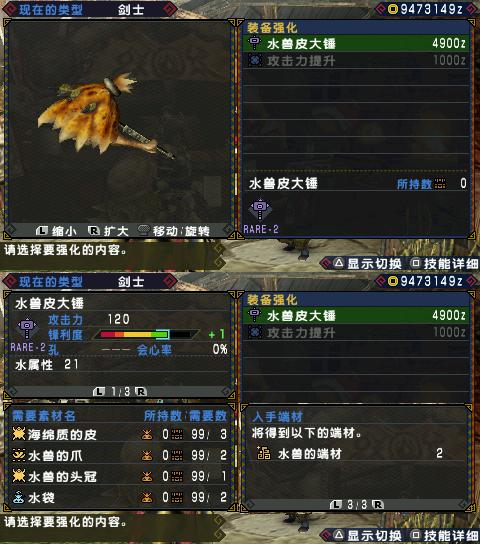 现在的类型 剑士
9473149z
装备强化
水兽皮大锤 4900z
攻击力提升 1000z
水兽皮大锤 所持数 0
RARE-2
L 缩小 R 扩大 移动/旋转
请选择要强化的内容。
△显示切换 □技能详细
现在的类型 剑士
9473149z
水兽皮大锤
攻击力 120
锋利度 +1
RARE-2 孔 --- 会心率 0%
水属性 21
L 1/3 R
装备强化
水兽皮大锤 4900z
攻击力提升 1000z
需要素材名 所持数/需要数
海绵质的皮 0 99/ 3
水兽的爪 0 99/ 2
水兽的头冠 0 99/ 1
水袋 0 99/ 2
入手端材
将得到以下的端材。
水兽的端材 2
L 3/3 R
请选择要强化的内容。
△显示切换 □技能详细